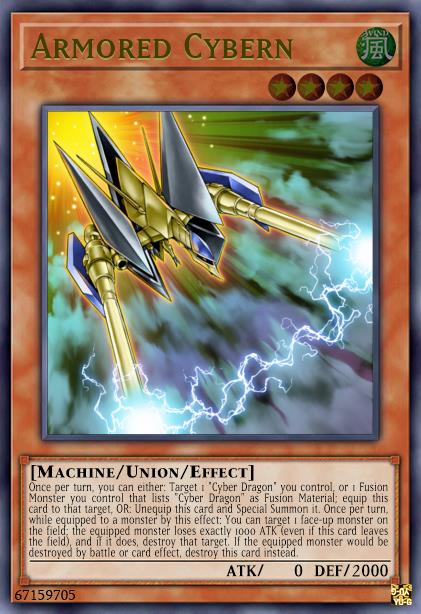 Armored Cybern
WIND
風
[Machine/Union/Effect]
Once per turn, you can either: Target 1 "Cyber Dragon" you control, or 1 Fusion
Monster you control that lists "Cyber Dragon" as Fusion Material; equip this
card to that target, OR: Unequip this card and Special Summon it. Once per turn,
while equipped to a monster by this effect: You can target 1 face-up monster on
the field; the equipped monster loses exactly 1000 ATK (even if this card leaves
the field), and if it does, destroy that target. If the equipped monster would be
destroyed by battle or card effect, destroy this card instead.
ATK/ 0 DEF/2000
67159705